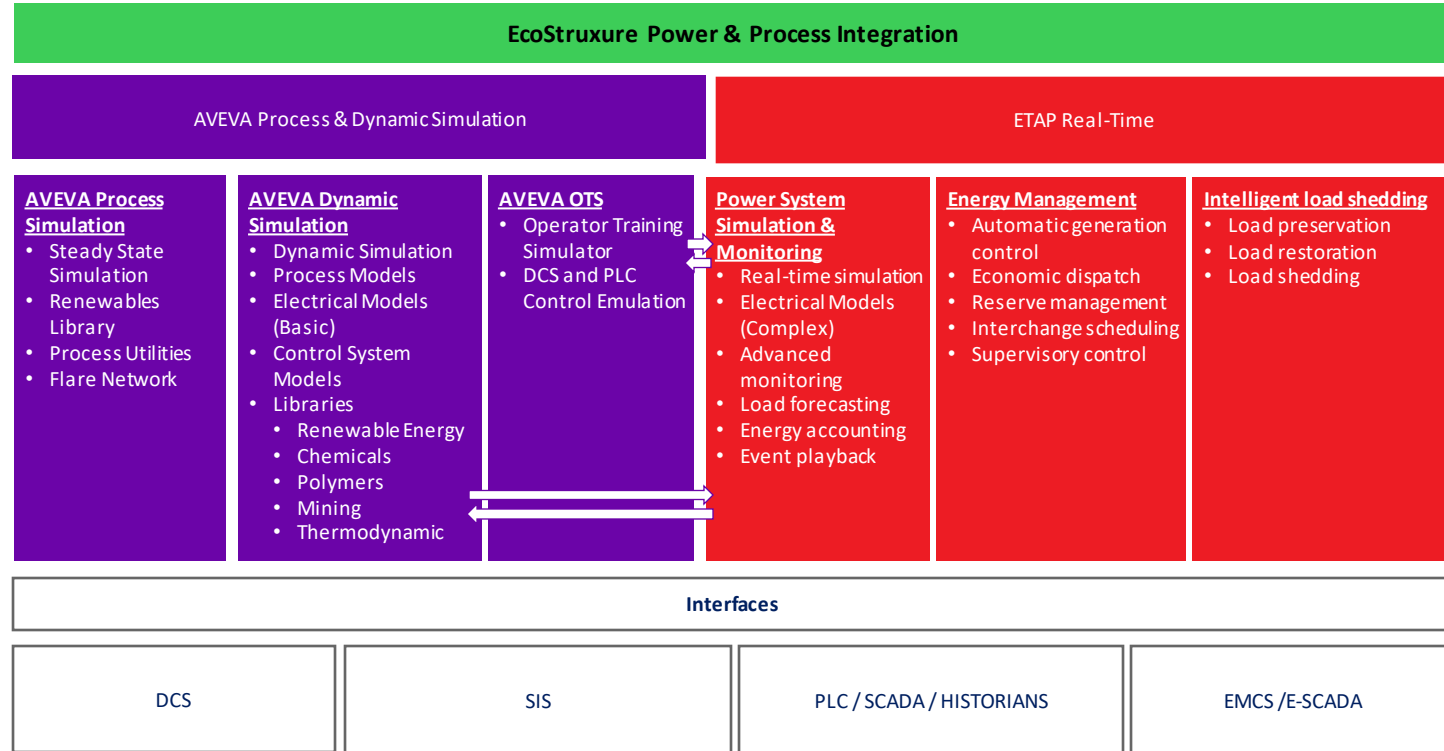 EcoStruxure Power & Process Integration
AVEVA Process & Dynamic Simulation
ETAP Real-Time
AVEVA Process
Simulation
• Steady State
Simulation
• Renewables
Library
• Process Utilities
• Flare Network
AVEVA Dynamic
Simulation
• Dynamic Simulation
• Process Models
• Electrical Models
(Basic)
• Control System
Models
• Libraries
• Renewable Energy
• Chemicals
• Polymers
• Mining
• Thermodynamic
AVEVA OTS
• Operator Training
Simulator
• DCS and PLC
Control Emulation
Power System
Simulation &
Monitoring
• Real-time simulation
• Electrical Models
(Complex)
• Advanced
monitoring
• Load forecasting
• Energy accounting
• Event playback
Energy Management
• Automatic generation
control
• Economic dispatch
• Reserve management
• Interchange scheduling
• Supervisory control
Intelligent load shedding
• Load preservation
• Load restoration
• Load shedding
Interfaces
DCS
SIS
PLC / SCADA / HISTORIANS
EMCS /E-SCADA